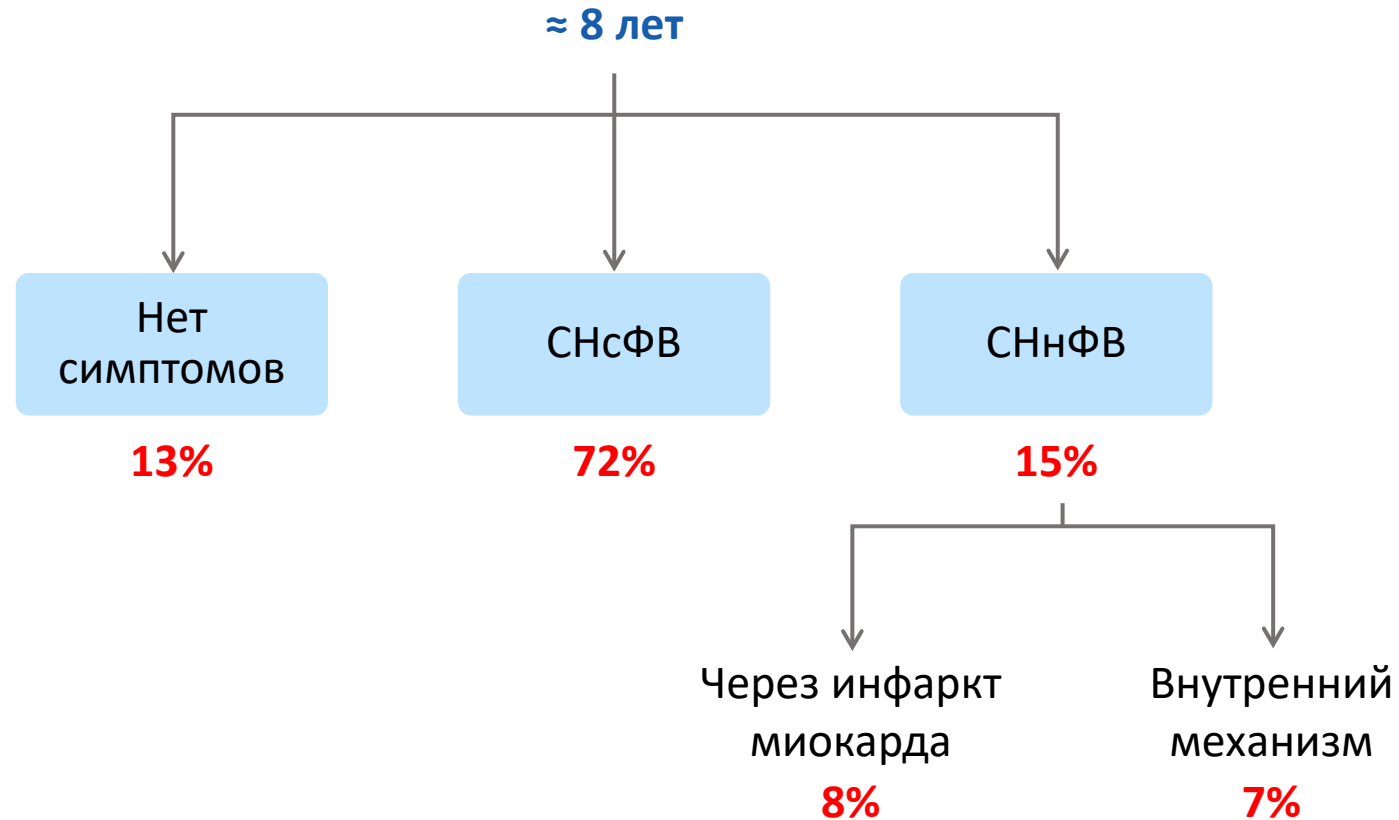 ≈ 8 лет
Нет
симптомов
СНсФВ
СНнФВ
13%
72%
15%
Через инфаркт
миокарда
8%
Внутренний
механизм
7%